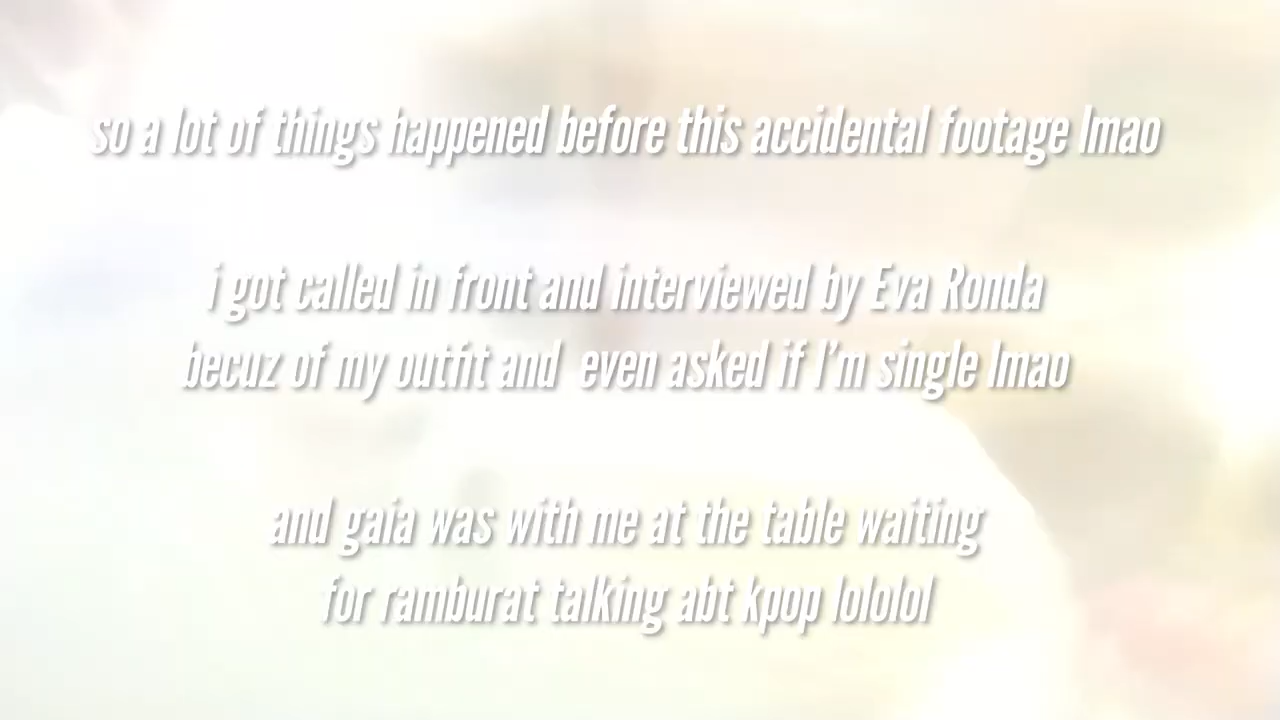 so a lot of things happened before this accidental footage lmao
i got called in front and interviewed by Eva Ronda
becuz of my outfit and even asked if I'm single lmao
and gaia was with me at the table waiting
for ramburat talking abt kpop lololol